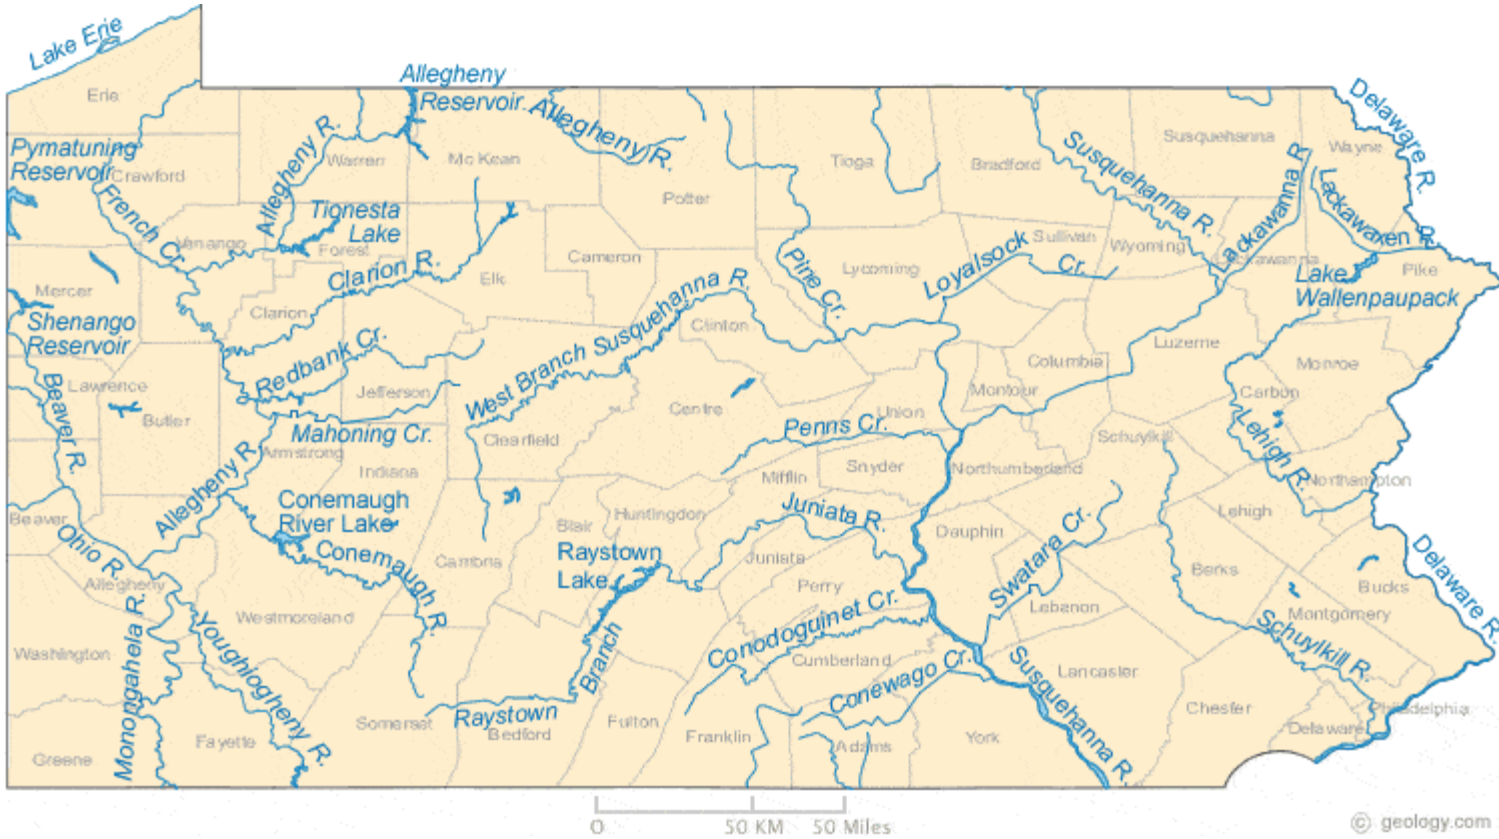 Lake Erie
Erie
Allegheny
Reservoir
Allegheny R.
Delaware R.
Pymatuning
Reservoir
Crawford
Allegheny R.
Warren
Mc Kean
Potter
Tioga
Bradford
Susquehanna
Wayne
Susquehanna R.
Lackawanna R.
Lackawaxen R.
French Cr.
Venango
Tionesta
Lake
Forest
Clarion R.
Elk
Cameron
Pine Cr.
Lycoming
Loyalsock
Cr.
Sullivan
Wyoming
Lackawanna
Lake
Wallenpaupack
Pike
Mercer
Shenango
Reservoir
Clarion
Redbank Cr.
Jefferson
West Branch Susquehanna R.
Clinton
Columbia
Luzerne
Monroe
Lawrence
Beaver R.
Butler
Mahoning Cr.
Armstrong
Indiana
Clearfield
Centre
Union
Montour
Carbon
Lehigh R.
Penns Cr.
Mifflin
Snyder
Northumberland
Schuylkill
Northampton
Beaver
Ohio R.
Allegheny R.
Conemaugh
River Lake
Conemaugh R.
Cambria
Blair
Huntingdon
Raystown
Lake
Juniata R.
Juniata
Perry
Dauphin
Swatara Cr.
Lebanon
Lehigh
Berks
Bucks
Montgomery
Delaware R.
Allegheny
Westmoreland
Washington
Monongahela R.
Youghiogheny R.
Greene
Fayette
Somerset
Raystown
Branch
Bedford
Fulton
Franklin
Conodoguinet Cr.
Cumberland
Conewago Cr.
Adams
York
Susquehanna R.
Lancaster
Chester
Schuylkill R.
Delaware
Philadelphia
0 50 KM 50 Miles
© geology.com